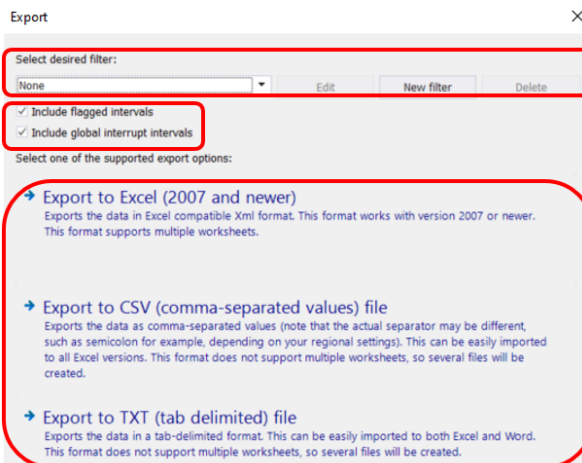 Export
Select desired filter:
None
Edit
New filter
Delete
Include flagged intervals
Include global interrupt intervals
Select one of the supported export options:
Export to Excel (2007 and newer)
Exports the data in Excel compatible Xml format. This format works with version 2007 or newer.
This format supports multiple worksheets.
Export to CSV (comma-separated values) file
Exports the data as comma-separated values (note that the actual separator may be different,
such as semicolon for example, depending on your regional settings). This can be easily imported
to all Excel versions. This format does not support multiple worksheets, so several files will be
created.
Export to TXT (tab delimited) file
Exports the data in a tab-delimited format. This can be easily imported to both Excel and Word.
This format does not support multiple worksheets, so several files will be created.